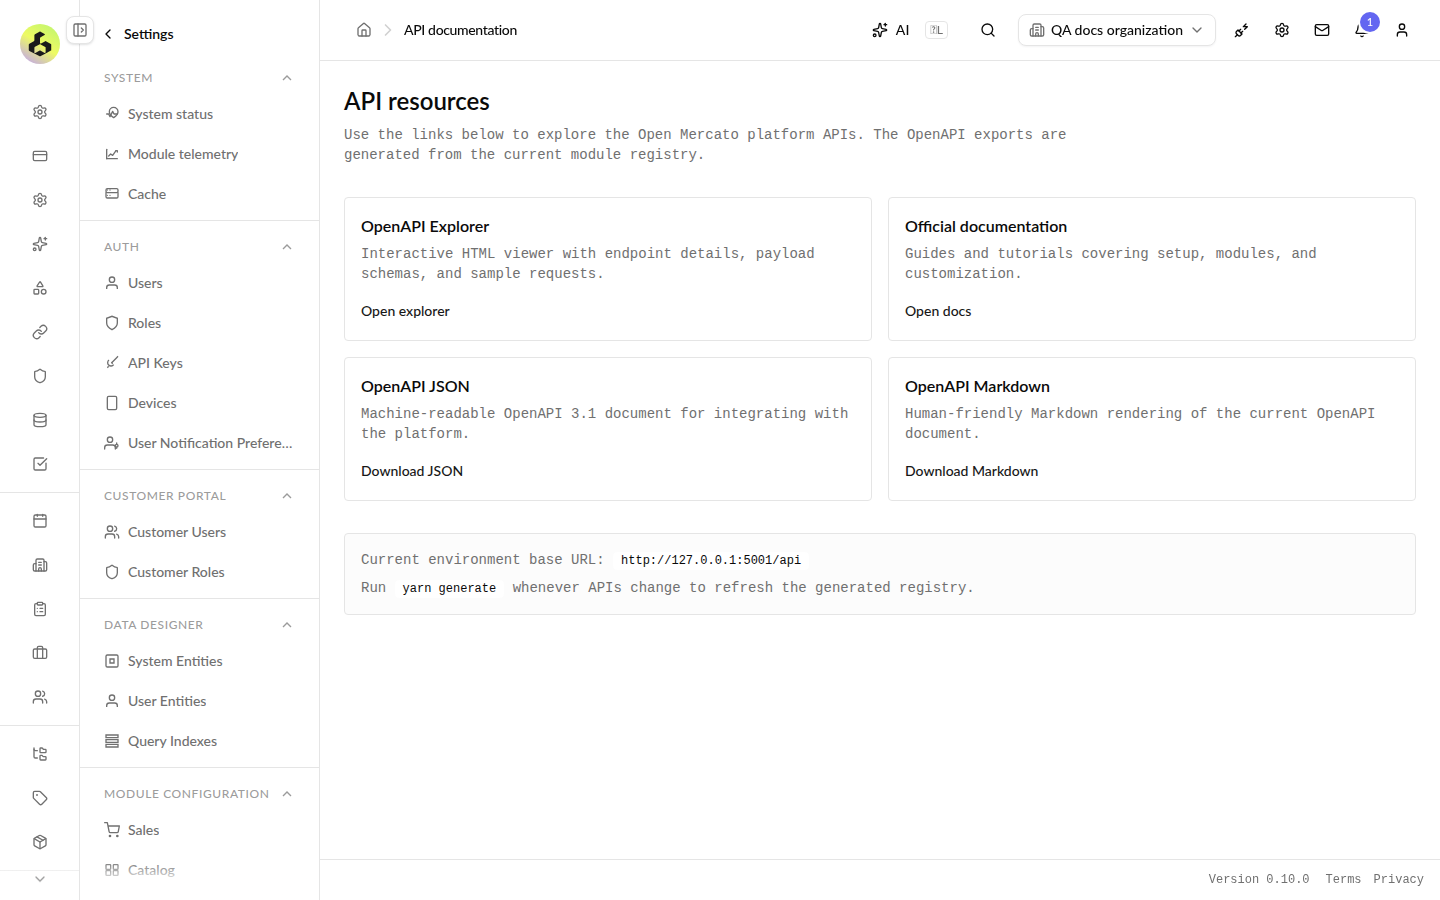 Settings
SYSTEM
System status
Module telemetry
Cache
AUTH
Users
Roles
API Keys
Devices
User Notification Prefere...
CUSTOMER PORTAL
Customer Users
Customer Roles
DATA DESIGNER
System Entities
User Entities
Query Indexes
MODULE CONFIGURATION
Sales
Catalog
API documentation
AI
L
QA docs organization
1
API resources
Use the links below to explore the Open Mercato platform APIs. The OpenAPI exports are
generated from the current module registry.
OpenAPI Explorer
Interactive HTML viewer with endpoint details, payload
schemas, and sample requests.
Open explorer
Official documentation
Guides and tutorials covering setup, modules, and
customization.
Open docs
OpenAPI JSON
Machine-readable OpenAPI 3.1 document for integrating with
the platform.
Download JSON
OpenAPI Markdown
Human-friendly Markdown rendering of the current OpenAPI
document.
Download Markdown
Current environment base URL: http://127.0.0.1:5001/api
Run yarn generate whenever APIs change to refresh the generated registry.
Version 0.10.0 Terms Privacy